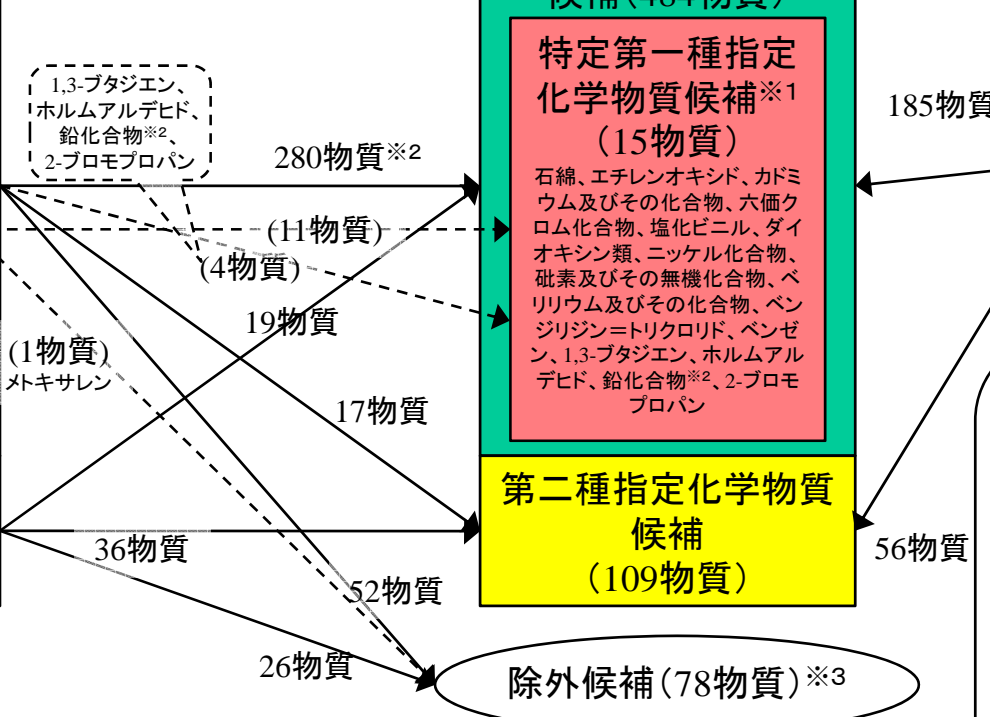 候補(484物質)
特定第一種指定
化学物質候補※1
(15物質)
石綿、エチレンオキシド、カドミ
ウム及びその化合物、六価ク
ロム化合物、塩化ビニル、ダイ
オキシン類、ニッケル化合物、
砒素及びその無機化合物、ベ
リリウム及びその化合物、ベン
ジリジン=トリクロリド、ベンゼ
ン、1,3-ブタジエン、ホルムアル
デヒド、鉛化合物※2、2-ブロモ
プロパン
1,3-ブタジエン、
ホルムアルデヒド、
鉛化合物※2、
2-ブロモプロパン
280物質※2
(11物質)
(4物質)
19物質
(1物質)
メトキサレン
17物質
36物質
52物質
26物質
185物質
56物質
第二種指定化学物質
候補
(109物質)
除外候補(78物質)※3